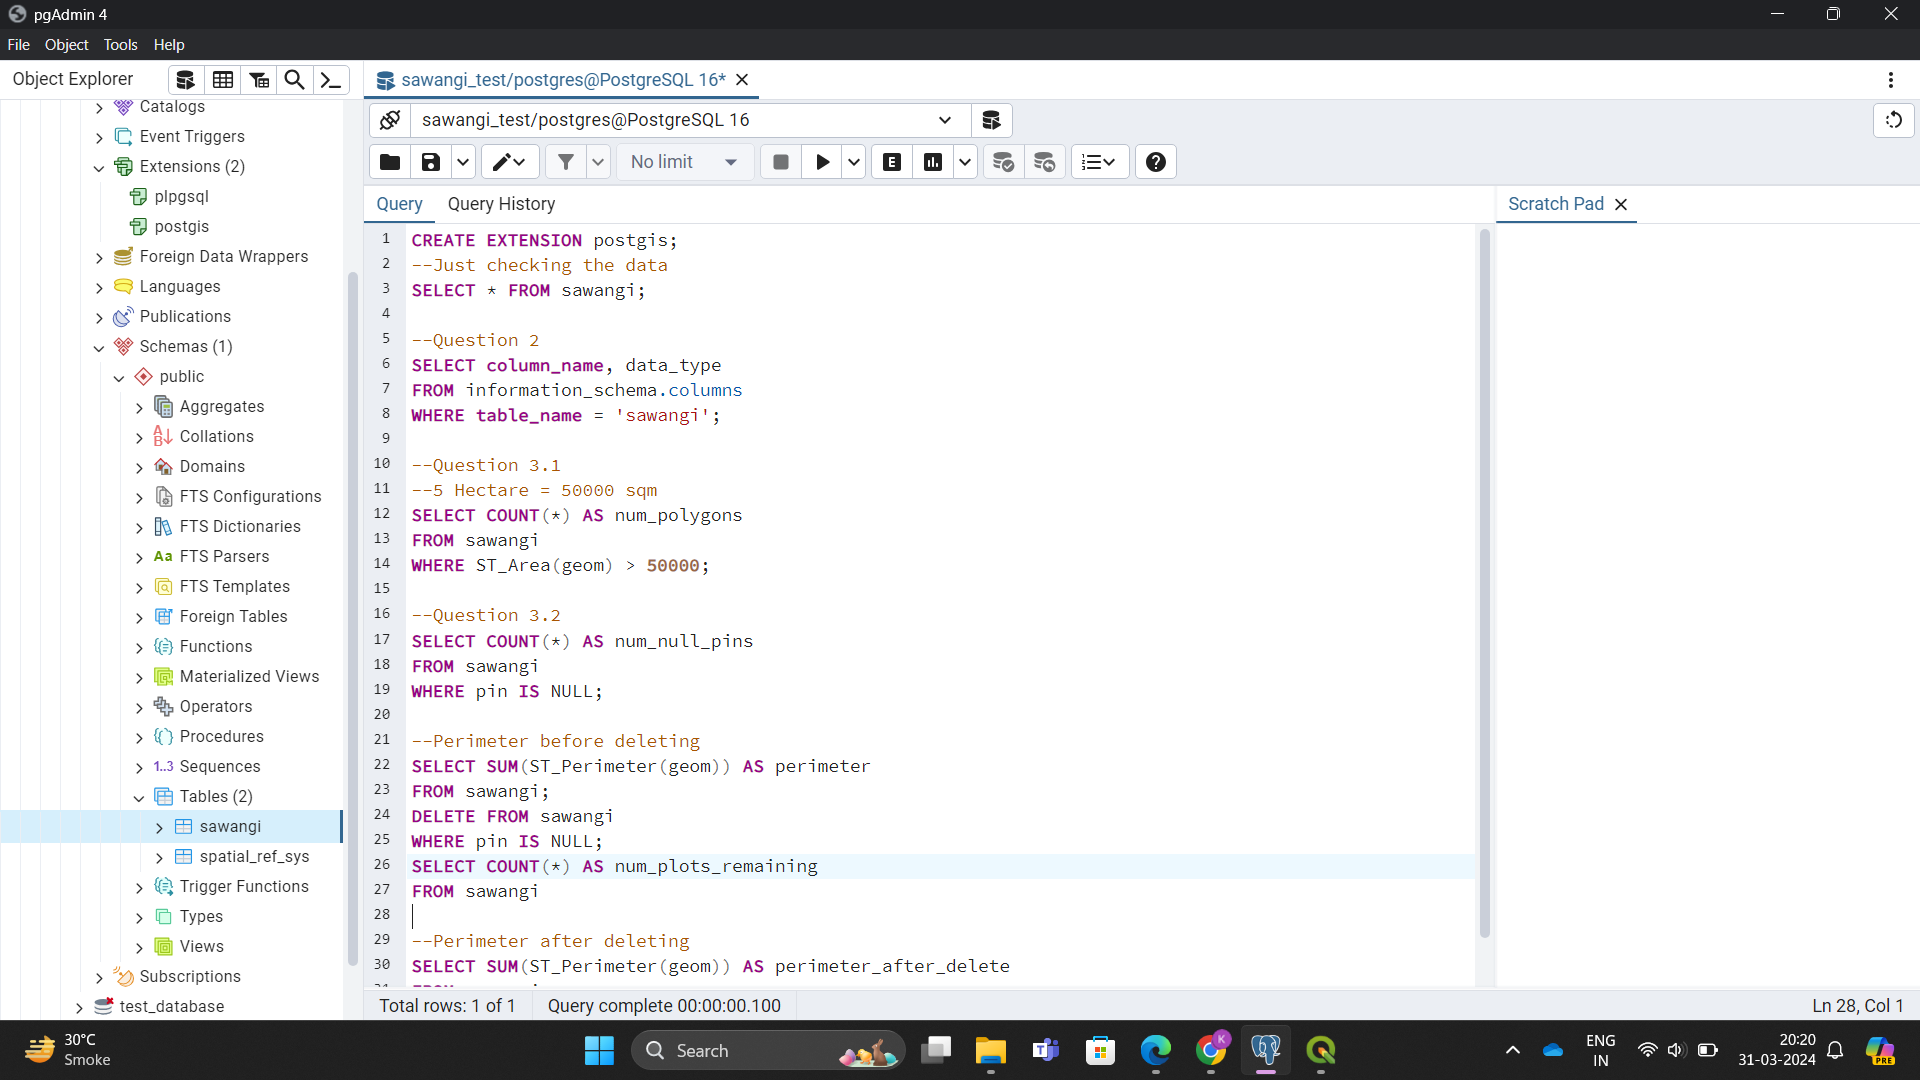 pgAdmin 4
File Object Tools Help
Object Explorer
sawangi_test/postgres@PostgreSQL 16*
Catalogs
Event Triggers
Extensions (2)
plpgsql
postgis
Foreign Data Wrappers
Languages
Publications
Schemas (1)
public
Aggregates
Collations
Domains
FTS Configurations
FTS Dictionaries
Aa FTS Parsers
FTS Templates
Foreign Tables
Functions
Materialized Views
Operators
Procedures
1..3 Sequences
Tables (2)
sawangi
spatial_ref_sys
Trigger Functions
Types
Views
Subscriptions
test_database
sawangi_test/postgres@PostgreSQL 16
No limit
E
Query Query History
Scratch Pad
1 CREATE EXTENSION postgis;
2 --Just checking the data
3 SELECT * FROM sawangi;
4
5 --Question 2
6 SELECT column_name, data_type
7 FROM information_schema.columns
8 WHERE table_name = 'sawangi';
9
10 --Question 3.1
11 --5 Hectare = 50000 sqm
12 SELECT COUNT(*) AS num_polygons
13 FROM sawangi
14 WHERE ST_Area(geom) > 50000;
15
16 --Question 3.2
17 SELECT COUNT(*) AS num_null_pins
18 FROM sawangi
19 WHERE pin IS NULL;
20
21 --Perimeter before deleting
22 SELECT SUM(ST_Perimeter(geom)) AS perimeter
23 FROM sawangi;
24 DELETE FROM sawangi
25 WHERE pin IS NULL;
26 SELECT COUNT(*) AS num_plots_remaining
27 FROM sawangi
28
29 --Perimeter after deleting
30 SELECT SUM(ST_Perimeter(geom)) AS perimeter_after_delete
Total rows: 1 of 1 Query complete 00:00:00.100
Ln 28, Col 1
30°C
Smoke
Search
K
ENG
IN
20:20
31-03-2024
PRE